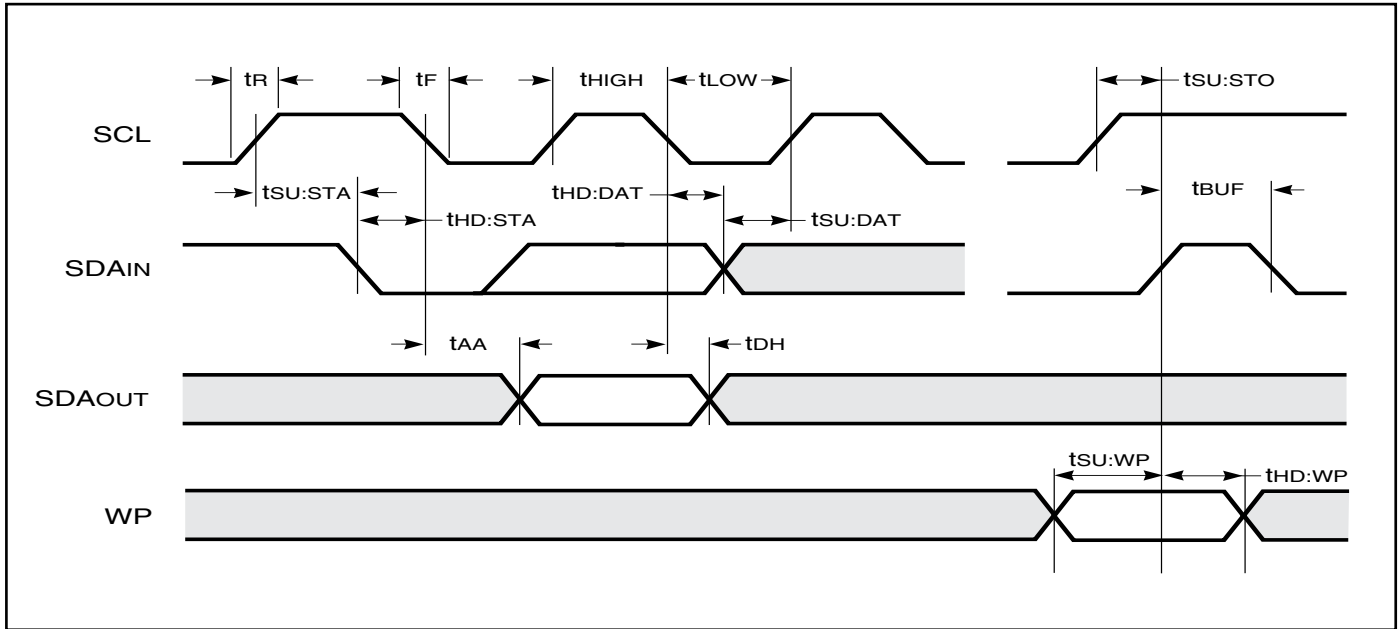 tR tF tHIGH tLOW tSU:STO
SCL
tSU:STA tHD:DAT tBUF
tHD:STA tSU:DAT
SDAIN
tAA tDH
SDAOUT
tSU:WP
tHD:WP
WP